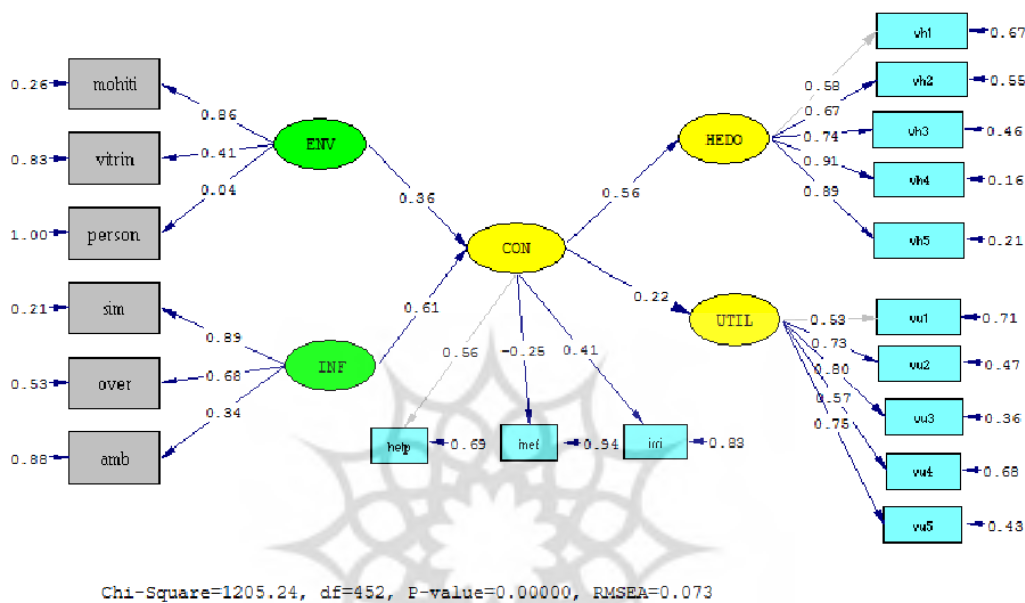 0.26
mohiti
0.86
0.83
vitrin
0.41
1.00
person
0.04
ENV
0.36
0.21
sim
0.89
0.53
over
0.68
0.88
amb
0.34
INF
0.61
CON
0.56
help
0.69
-0.25
inef
0.94
0.41
iri
0.83
0.56
HEDO
0.58
vh1
0.67
0.67
vh2
0.55
0.74
vh3
0.46
0.91
vh4
0.16
0.89
vh5
0.21
0.22
UTIL
0.53
vu1
0.71
0.73
vu2
0.47
0.80
vu3
0.36
0.57
vu4
0.68
0.75
vu5
0.43
Chi-Square=1205.24, df=452, P-value=0.00000, RMSEA=0.073